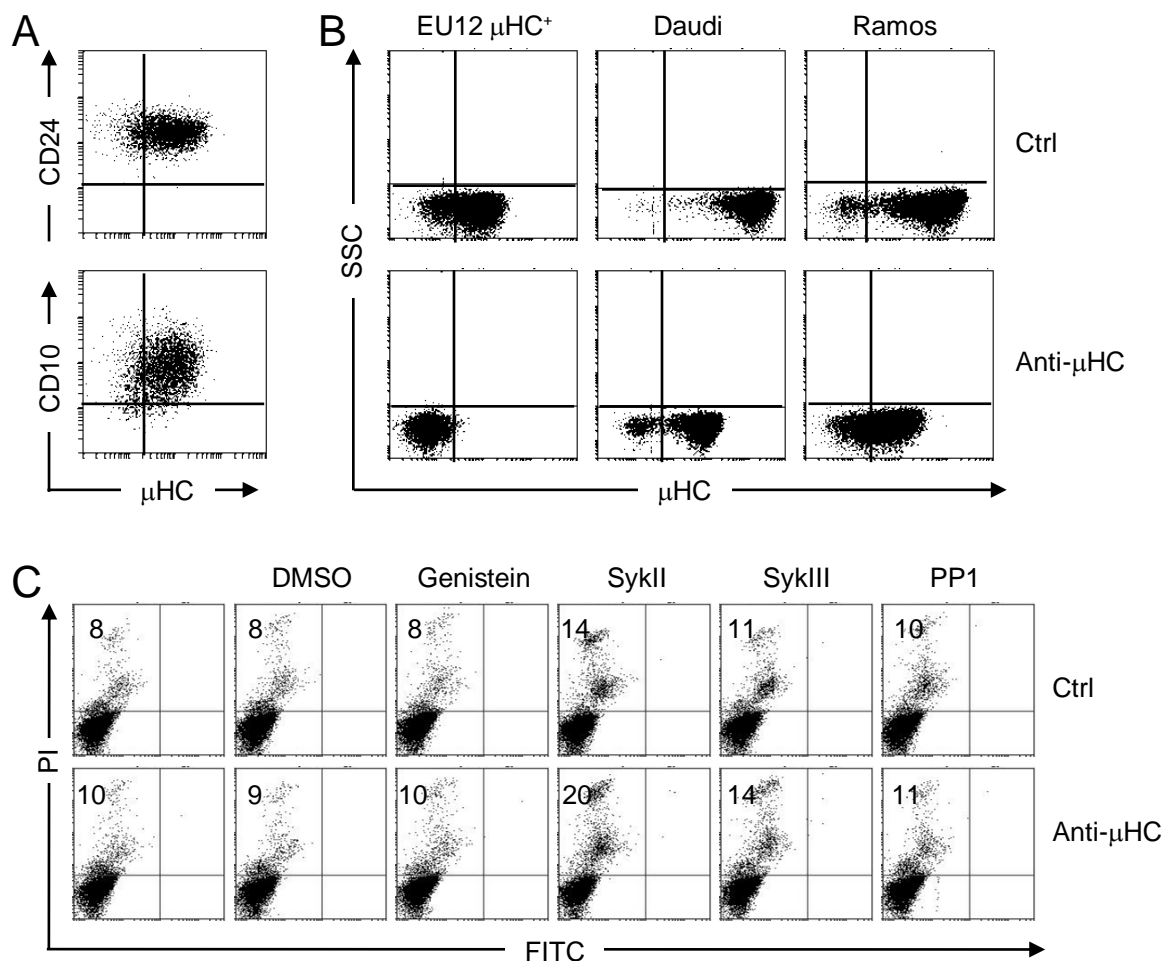 A
CD24
CD10
μHC
B
EU12 μHC⁺ Daudi Ramos
Ctrl
SSC
Anti-μHC
μHC
C
DMSO Genistein SykII SykIII PP1
8 8 8 14 11 10
Ctrl
PI
10 9 10 20 14 11
Anti-μHC
FITC